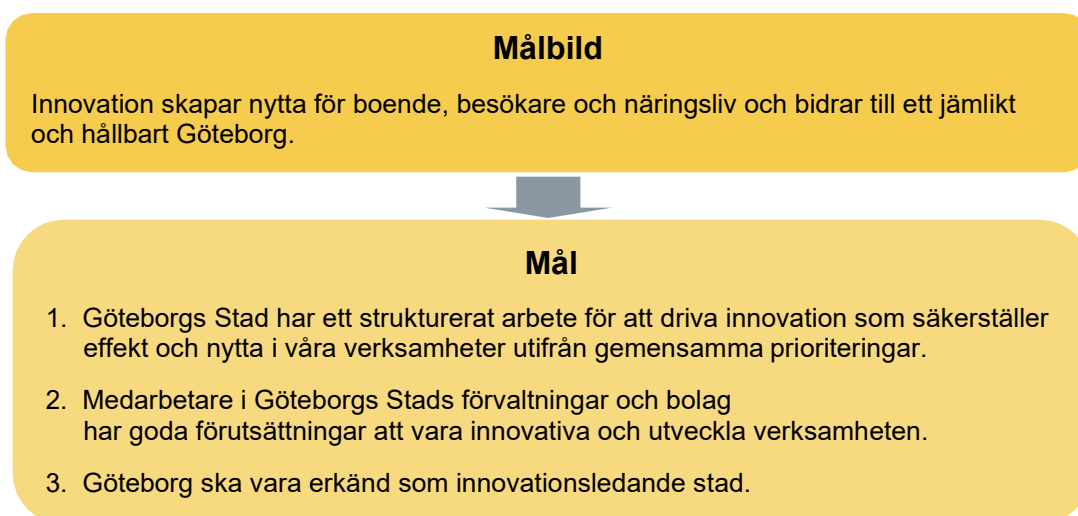 Målbild
Innovation skapar nytta för boende, besökare och näringsliv och bidrar till ett jämlikt
och hållbart Göteborg.
Mål
1. Göteborgs Stad har ett strukturerat arbete för att driva innovation som säkerställer
effekt och nytta i våra verksamheter utifrån gemensamma prioriteringar.
2. Medarbetare i Göteborgs Stads förvaltningar och bolag
har goda förutsättningar att vara innovativa och utveckla verksamheten.
3. Göteborg ska vara erkänd som innovationsledande stad.